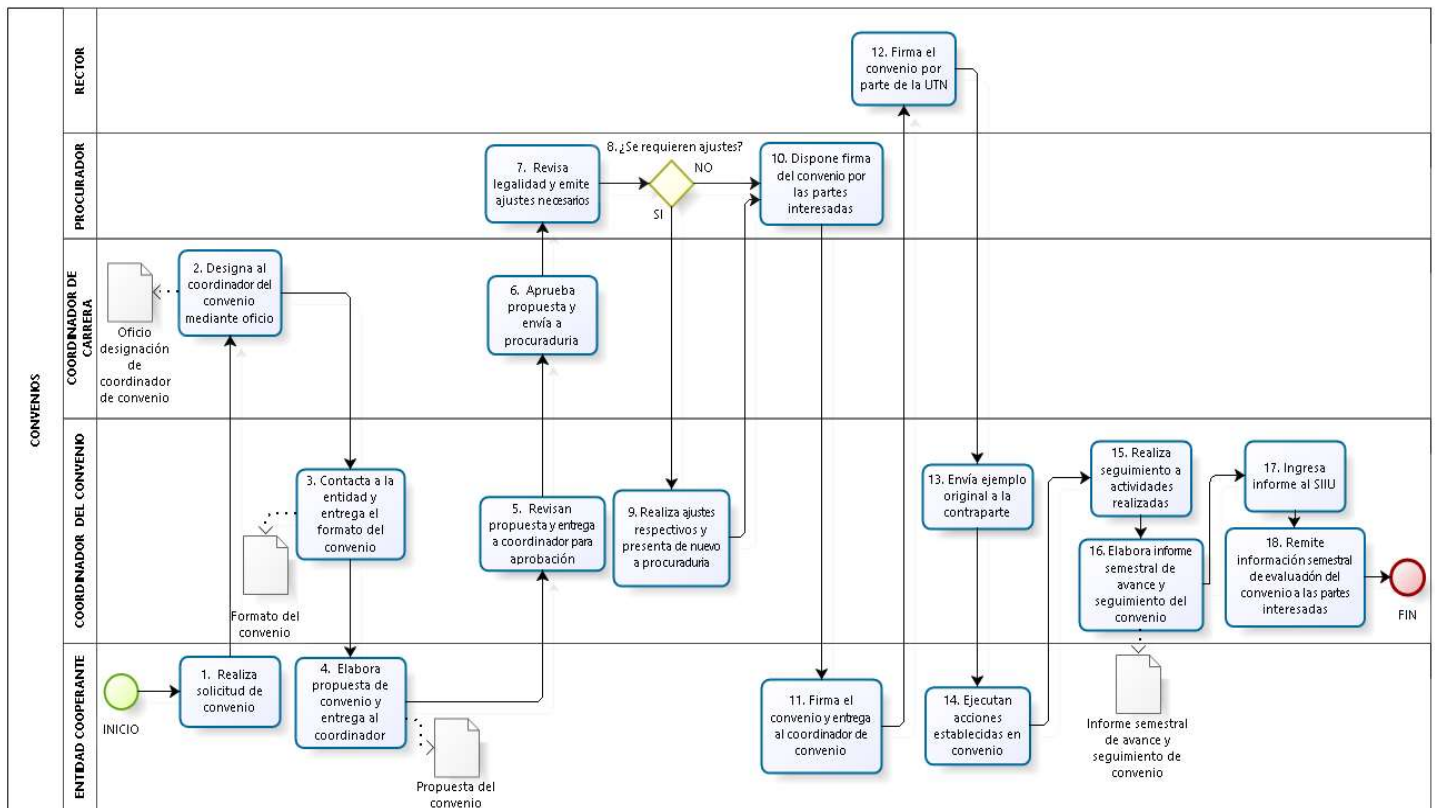 CONVENIOS
RECTOR
12. Firma el
convenio por
parte de la UTN
PROCURADOR
7. Revisa
legalidad y emite
ajustes necesarios
8.¿Se requieren ajustes?
NO
SI
10. Dispone firma
del convenio por
las partes
interesadas
COORDINADOR DE
CARRERA
2. Designa al
coordinador del
convenio
mediante oficio
Oficio
designación
de
coordinador
de convenio
6. Aprueba
propuesta y
envía a
procuraduria
COORDINADOR DEL CONVENIO
3. Contacta a la
entidad y
entrega el
formato del
convenio
Formato del
convenio
5. Revisan
propuesta y entrega
a coordinador para
aprobación
9. Realiza ajustes
respectivos y
presenta de nuevo
a procuraduria
13. Envía ejemplo
original a la
contraparte
15. Realiza
seguimiento a
actividades
realizadas
16. Elabora informe
semestral de
avance y
seguimiento del
convenio
17. Ingresa
informe al SIIU
18. Remite
información semestral
de evaluación del
convenio a las partes
interesadas
FIN
ENTIDAD COOPERANTE
INICIO
1. Realiza
solicitud de
convenio
4. Elabora
propuesta de
convenio y
entrega al
coordinador
Propuesta del
convenio
11. Firma el
convenio y entrega
al coordinador de
convenio
14. Ejecutan
acciones
establecidas en
convenio
Informe semestral
de avance y
seguimiento de
convenio